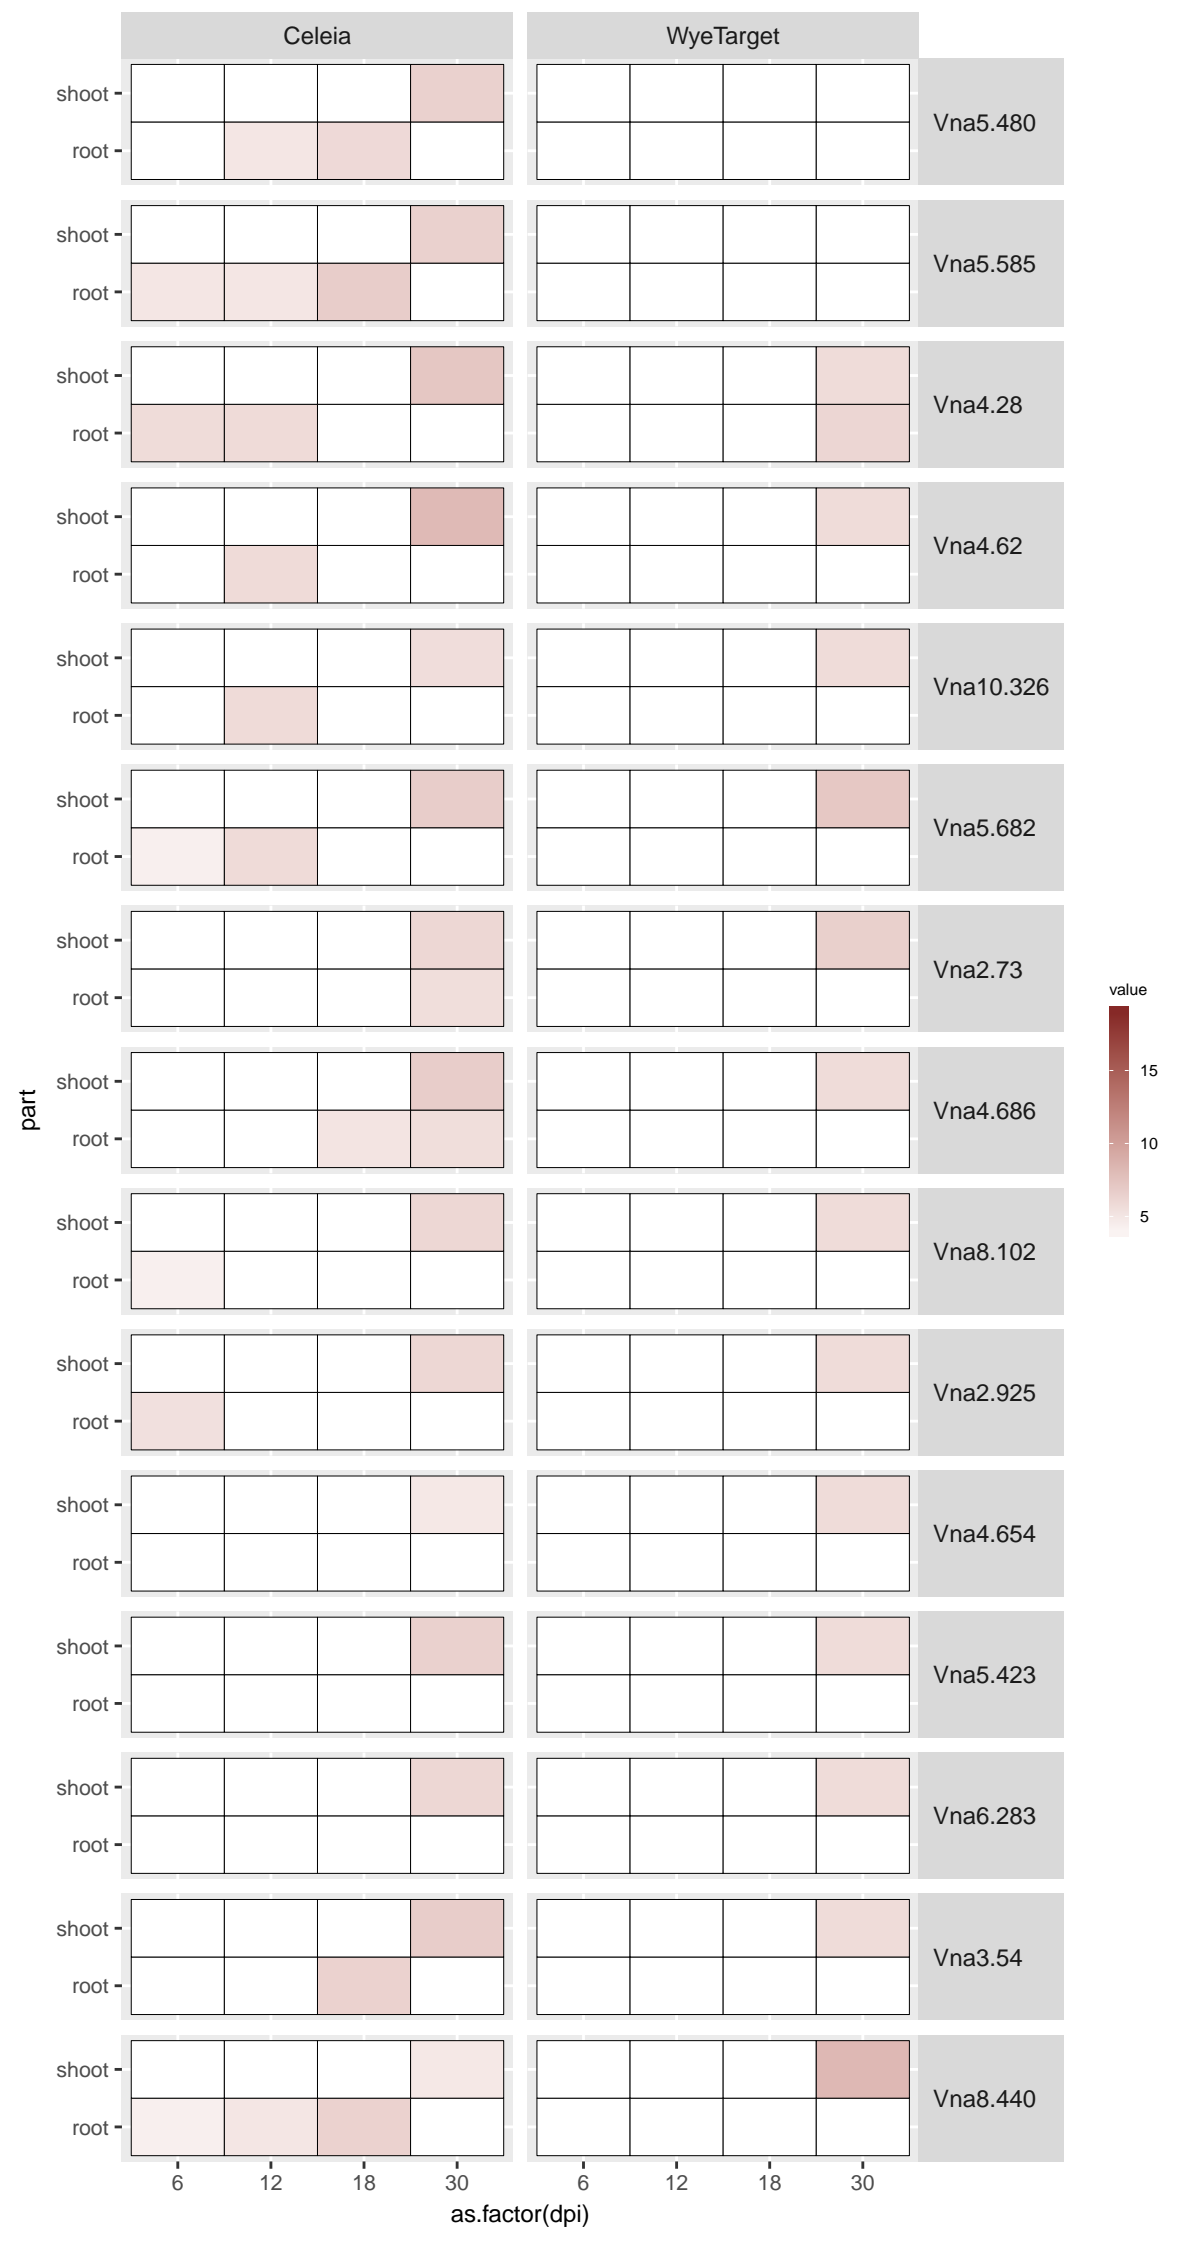 Celeia WyeTarget
shoot
root
Vna5.480
shoot
root
Vna5.585
shoot
root
Vna4.28
shoot
root
Vna4.62
shoot
root
Vna10.326
shoot
root
Vna5.682
shoot
root
Vna2.73
shoot
root
Vna4.686
shoot
root
Vna8.102
shoot
root
Vna2.925
shoot
root
Vna4.654
shoot
root
Vna5.423
shoot
root
Vna6.283
shoot
root
Vna3.54
shoot
root
Vna8.440
6 12 18 30 6 12 18 30
as.factor(dpi)
part
value
15
10
5